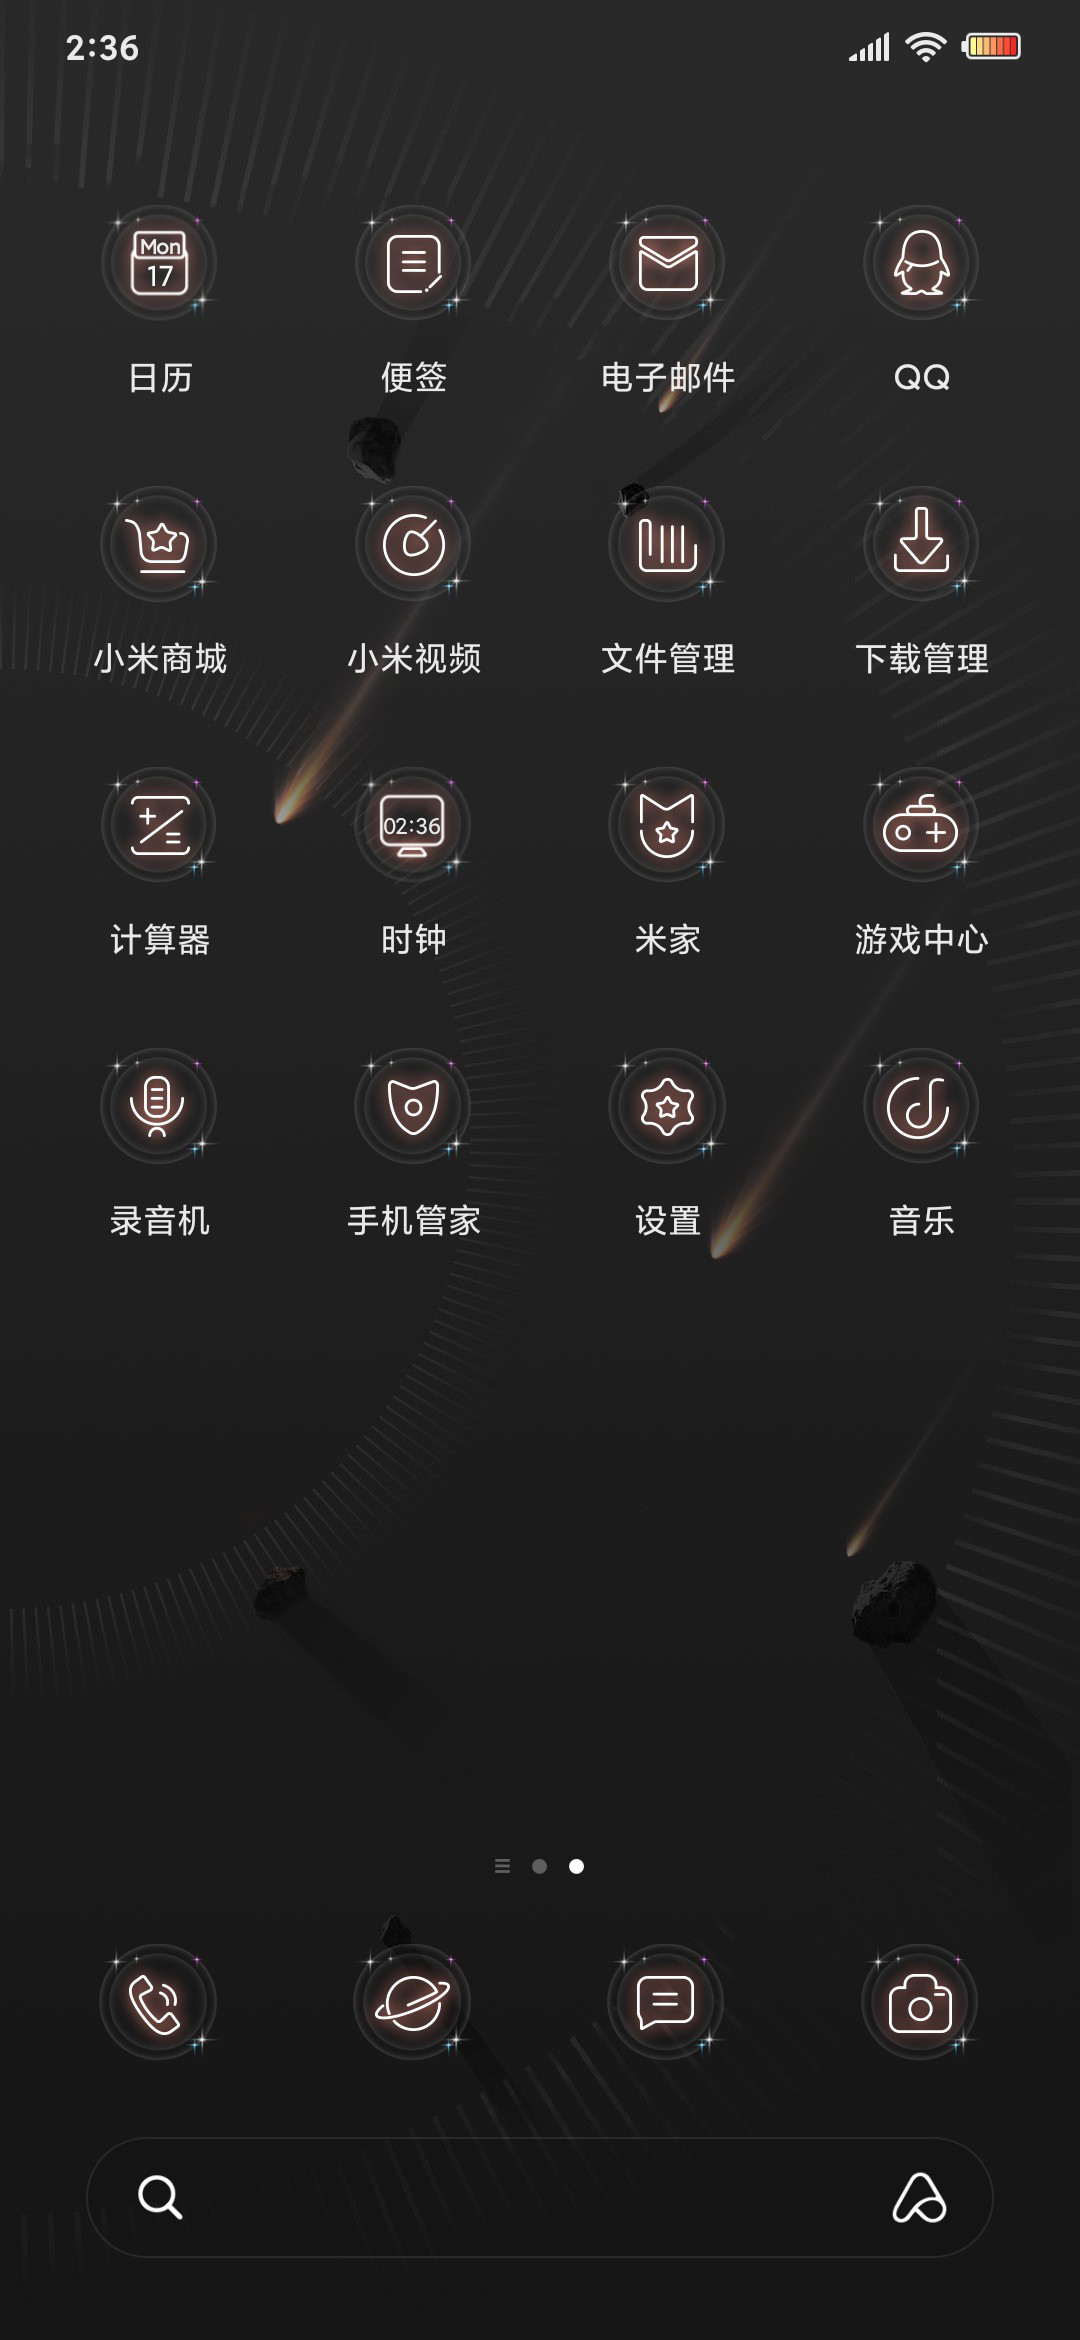 2:36
Mon
17
日历
便签
电子邮件
QQ
小米商城
小米视频
文件管理
下载管理
计算器
02:36
时钟
米家
游戏中心
录音机
手机管家
设置
音乐